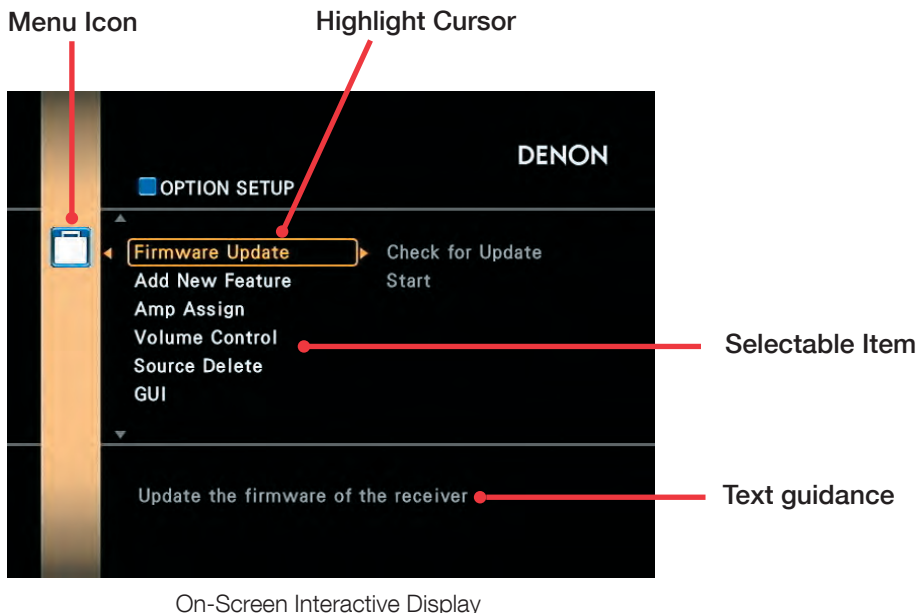 Menu Icon
Highlight Cursor
DENON
OPTION SETUP
Firmware Update
Check for Update
Add New Feature
Start
Amp Assign
Volume Control
Selectable Item
Source Delete
GUI
Update the firmware of the receiver
Text guidance
On-Screen Interactive Display